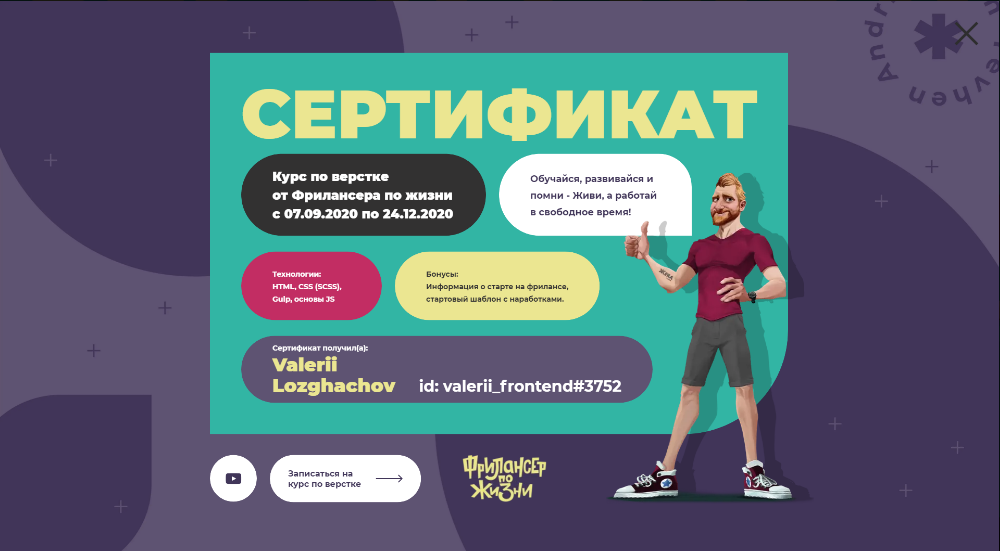 СЕРТИФИКАТ
Курс по верстке
от Фрилансера по жизни
с 07.09.2020 по 24.12.2020
Обучайся, развивайся и
помни - Живи, а работай
в свободное время!
Технологии:
HTML, CSS (SCSS),
Gulp, основы JS
Бонусы:
Информация о старте на фрилансе,
стартовый шаблон с наработками.
Сертификат получил(а):
Valerii
Lozghachov
id: valerii_frontend#3752
Записаться на
курс по верстке
Фрилансер
по
жизни